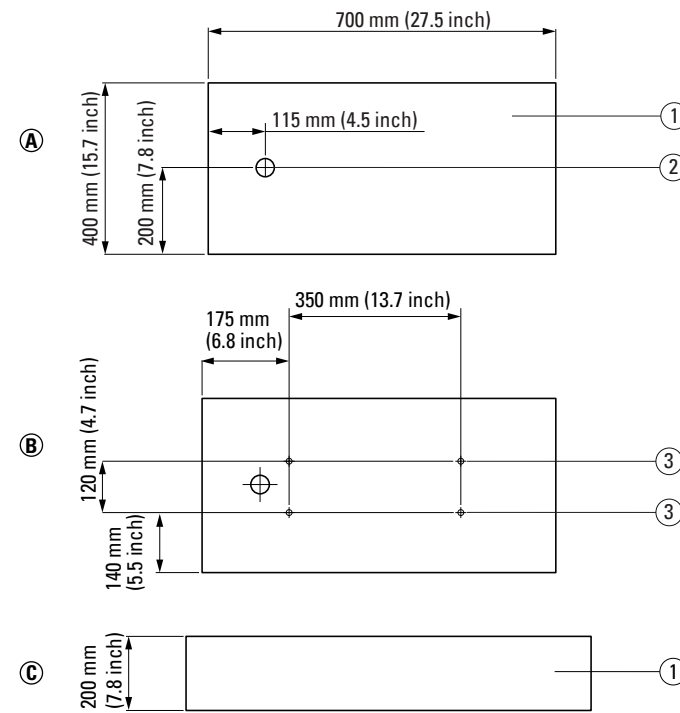 700 mm (27.5 inch)
A
400 mm (15.7 inch)
200 mm (7.8 inch)
115 mm (4.5 inch)
1
2
350 mm (13.7 inch)
175 mm
(6.8 inch)
B
120 mm (4.7 inch)
140 mm
(5.5 inch)
3
3
C
200 mm
(7.8 inch)
1